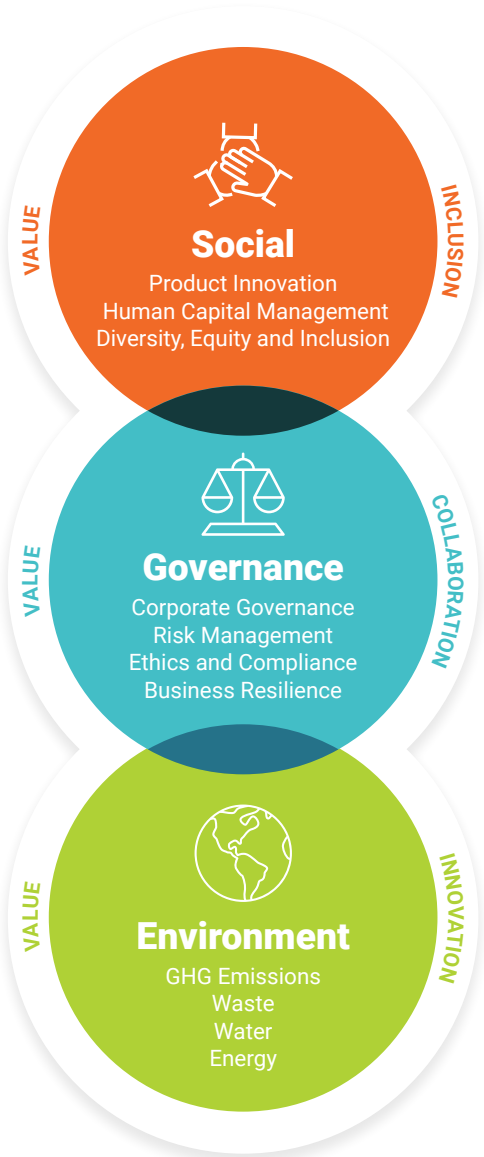 VALUE
INCLUSION
Social
Product Innovation
Human Capital Management
Diversity, Equity and Inclusion
VALUE
COLLABORATION
Governance
Corporate Governance
Risk Management
Ethics and Compliance
Business Resilience
VALUE
INNOVATION
Environment
GHG Emissions
Waste
Water
Energy